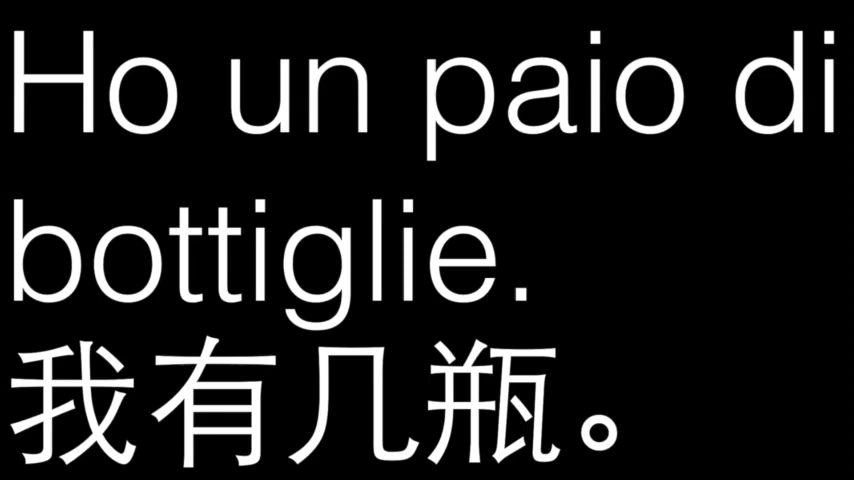 Ho un paio di
bottiglie.
我有几瓶。